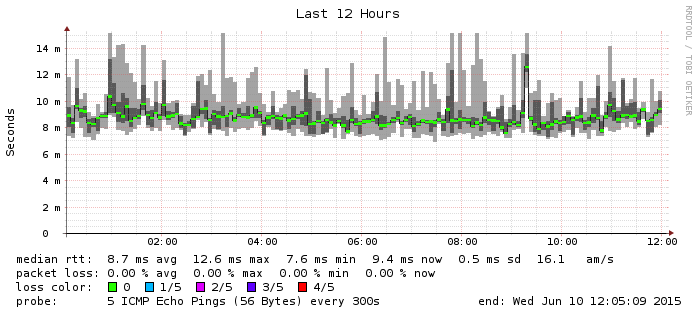 Last 12 Hours
RRDTOOL / TOBI OETIKER
Seconds
14 m
12 m
10 m
8 m
6 m
4 m
2 m
0
02:00 04:00 06:00 08:00 10:00 12:00
median rtt: 8.7 ms avg 12.6 ms max 7.6 ms min 9.4 ms now 0.5 ms sd 16.1 am/s
packet loss: 0.00 % avg 0.00 % max 0.00 % min 0.00 % now
loss color: 0 1/5 2/5 3/5 4/5
probe: 5 ICMP Echo Pings (56 Bytes) every 300s end: Wed Jun 10 12:05:09 2015